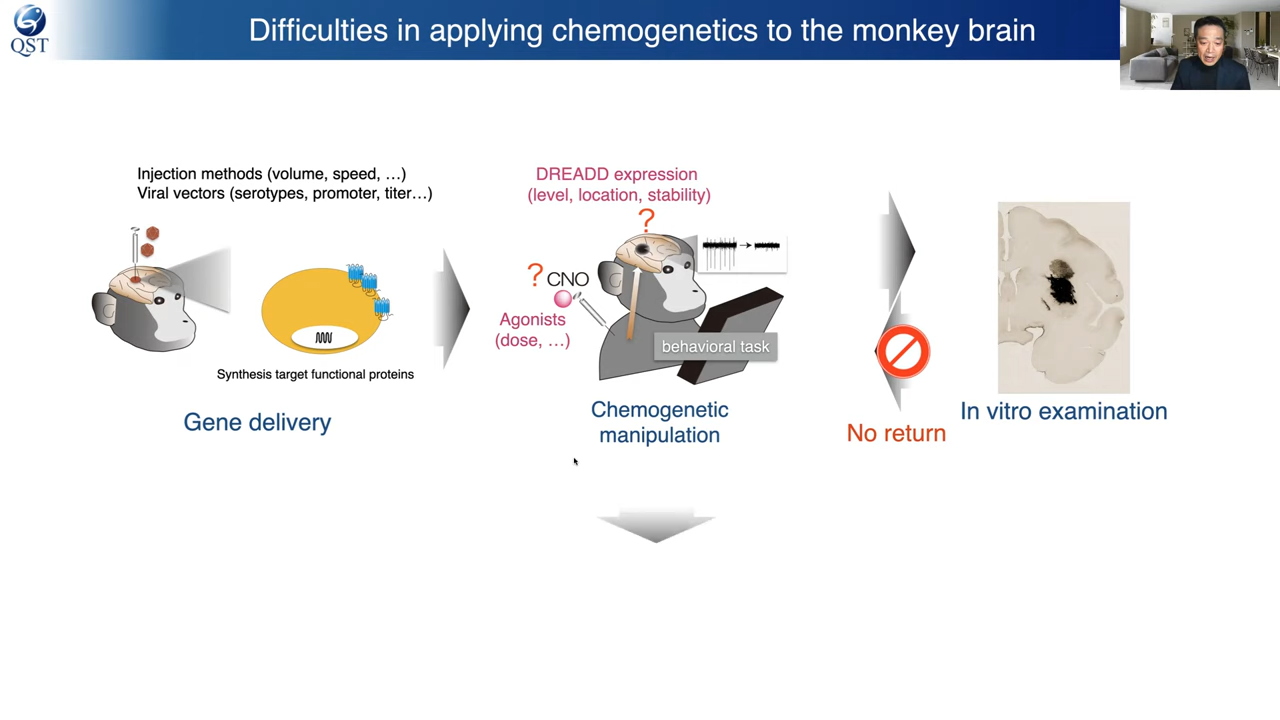 QST
Difficulties in applying chemogenetics to the monkey brain
Injection methods (volume, speed, …)
Viral vectors (serotypes, promoter, titer…)
Synthesis target functional proteins
Gene delivery
DREADD expression
(level, location, stability)
?
? CNO
Agonists
(dose, …)
behavioral task
Chemogenetic
manipulation
No return
In vitro examination